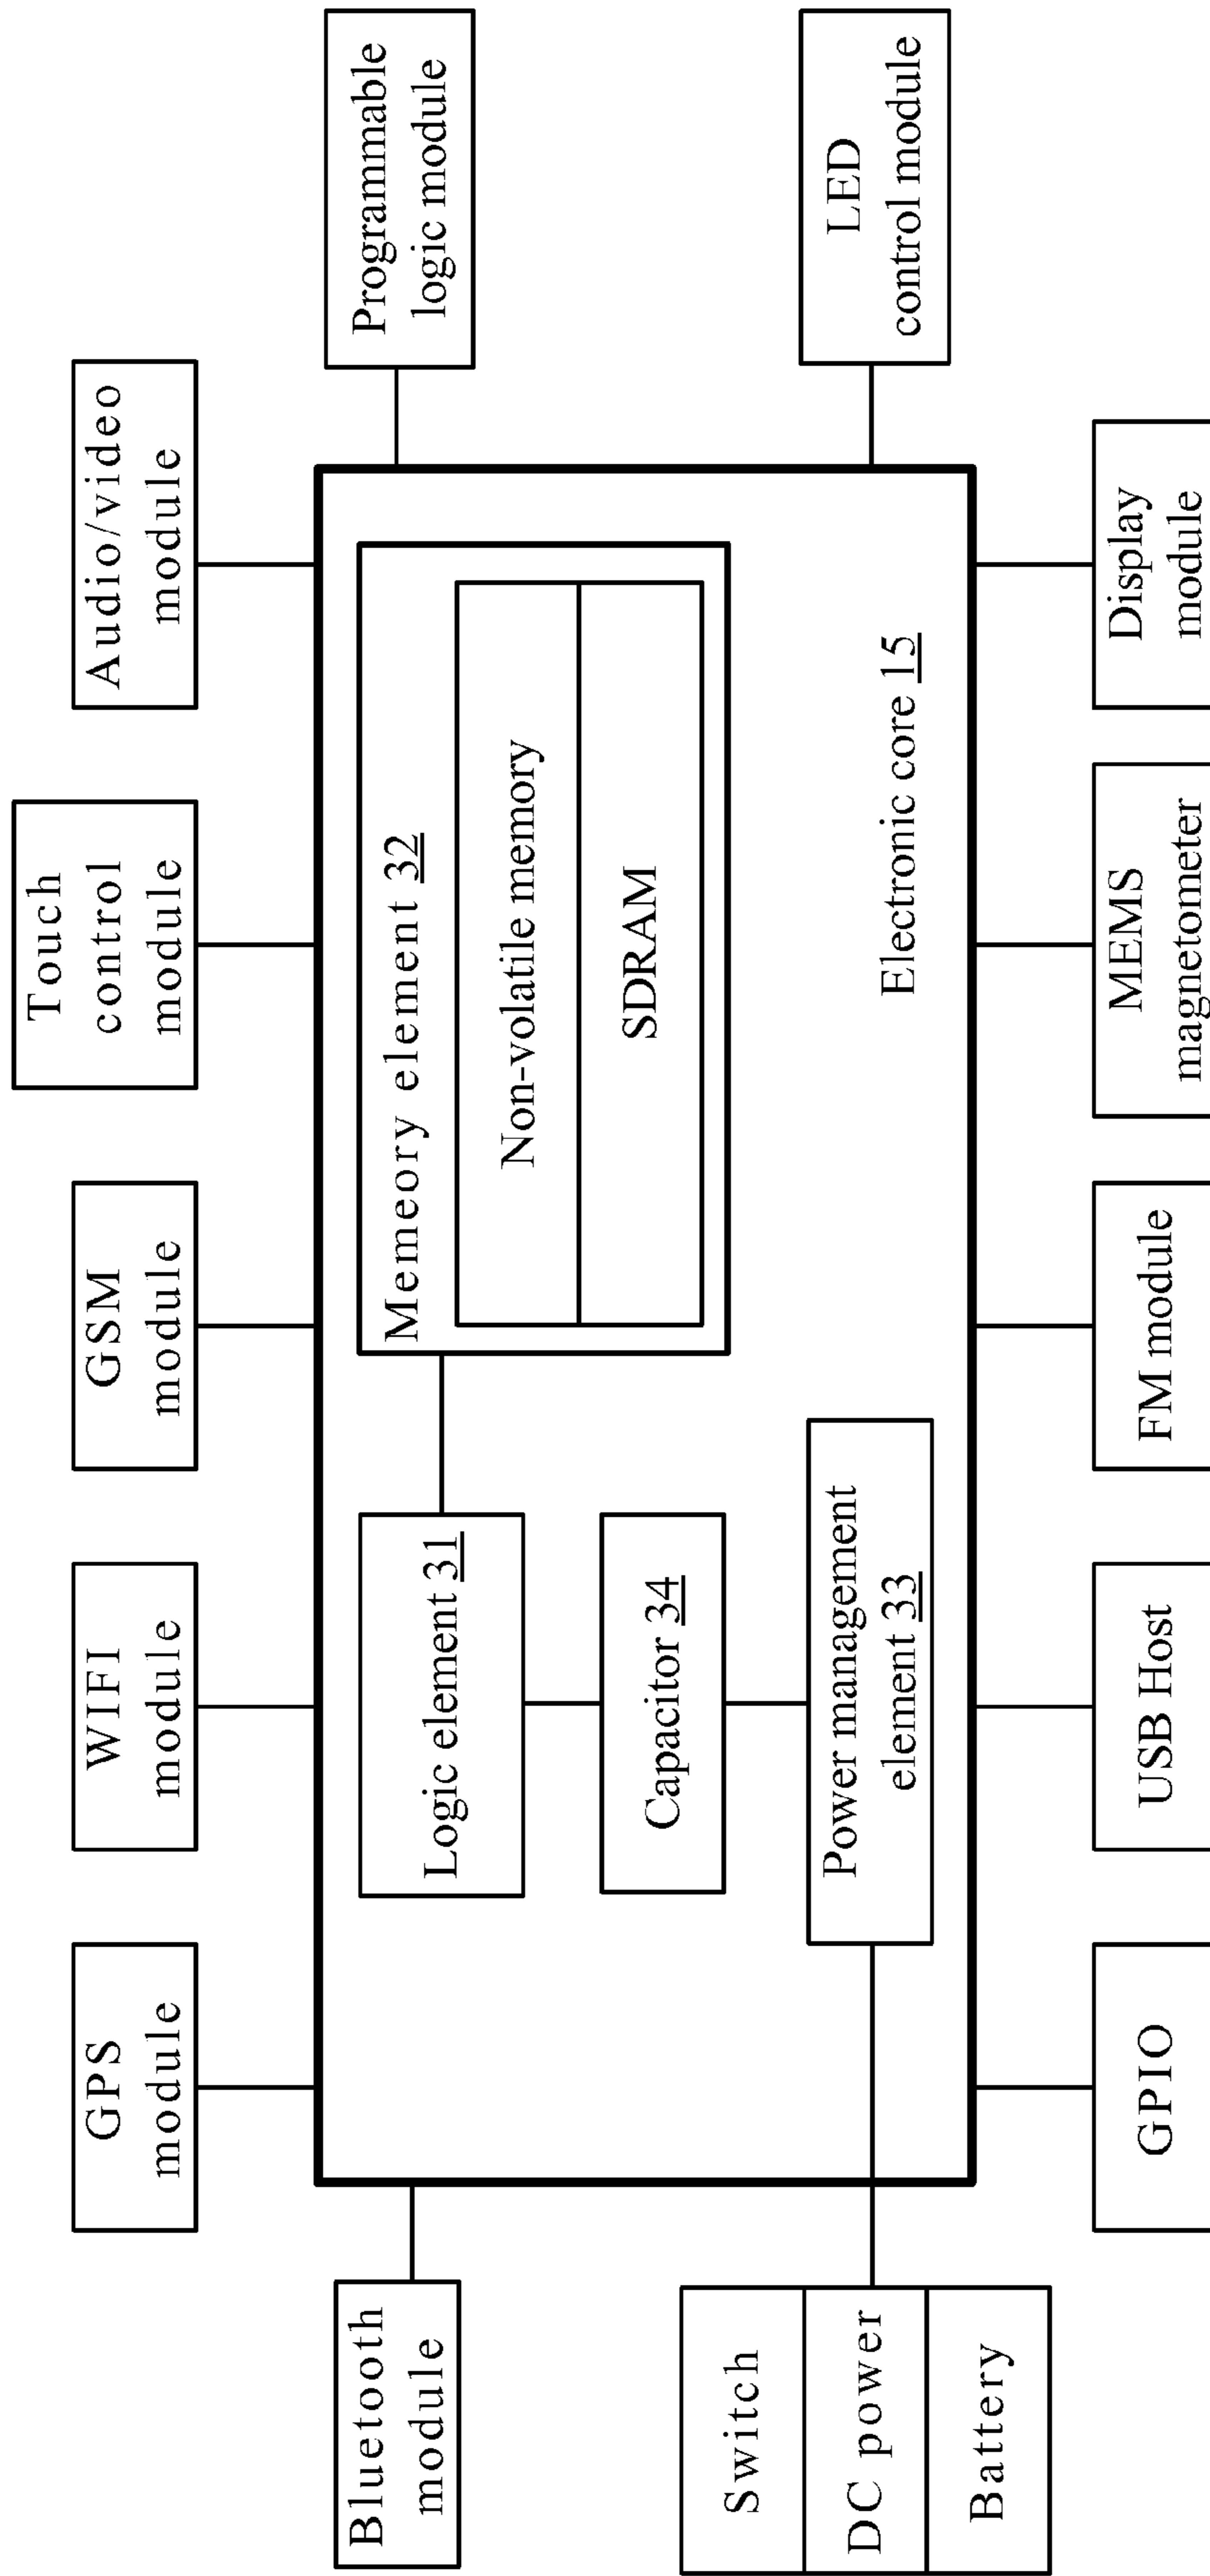 GPS
module
WIFI
module
GSM
module
Touch
control
module
Audio/video
module
Bluetooth
module
Programmable
logic module
Logic element 31
Memeory element 32
Non-volatile memory
SDRAM
Capacitor 34
Power management
element 33
Electronic core 15
Switch
DC power
Battery
LED
control module
GPIO
USB Host
FM module
MEMS
magnetometer
Display
module